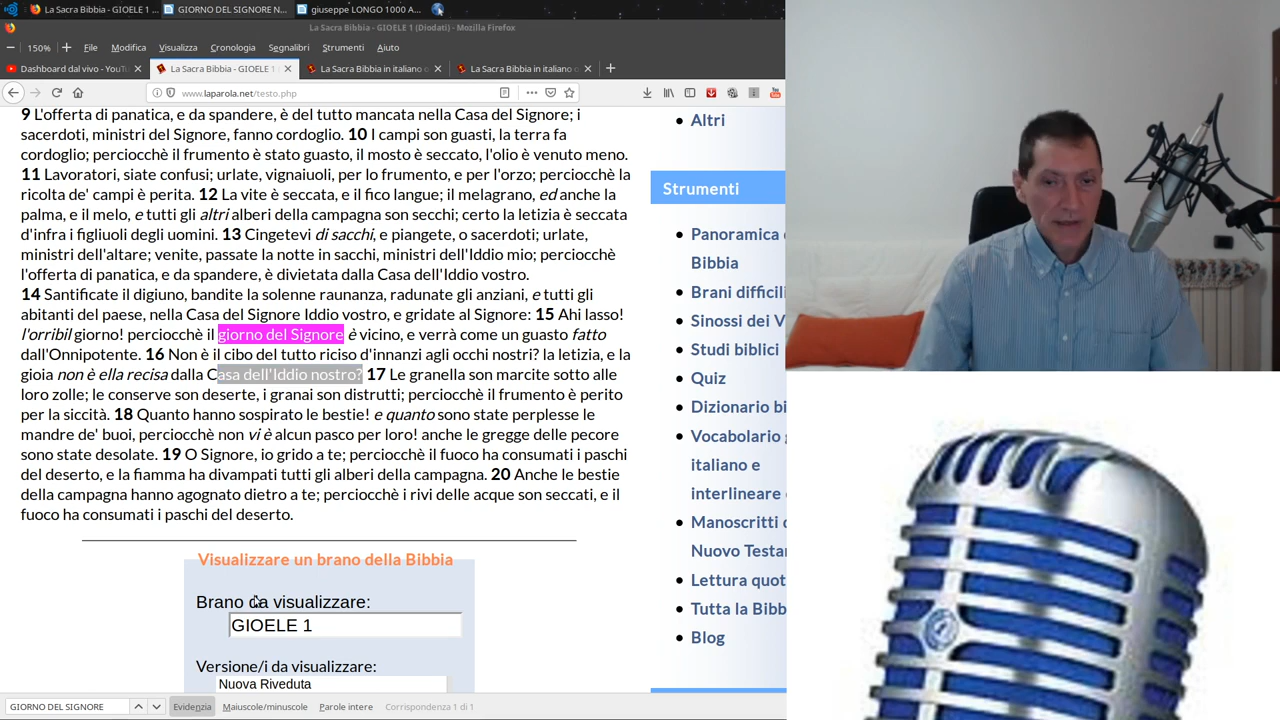 La Sacra Bibbia - GIOELE 1 ...
GIORNO DEL SIGNORE N...
giuseppe LONGO 1000 A...
La Sacra Bibbia - GIOELE 1 (Diodati) - Mozilla Firefox
150%
File
Modifica
Visualizza
Cronologia
Segnalibri
Strumenti
Aiuto
Dashboard dal vivo - YouTu
La Sacra Bibbia - GIOELE 1
La Sacra Bibbia in italiano o
La Sacra Bibbia in italiano o
www.laparola.net/testo.php
9 L'offerta di panatica, e da spandere, è del tutto mancata nella Casa del Signore; i
sacerdoti, ministri del Signore, fanno cordoglio. 10 I campi son guasti, la terra fa
cordoglio; perciocchè il frumento è stato guasto, il mosto è seccato, l'olio è venuto meno.
11 Lavoratori, siate confusi; urlate, vignaiuoli, per lo frumento, e per l'orzo; perciocchè la
ricolta de' campi è perita. 12 La vite è seccata, e il fico langue; il melagrano, ed anche la
palma, e il melo, e tutti gli altri alberi della campagna son secchi; certo la letizia è seccata
d'infra i figliuoli degli uomini. 13 Cingetevi di sacchi, e piangete, o sacerdoti; urlate,
ministri dell'altare; venite, passate la notte in sacchi, ministri dell'Iddio mio; perciocchè
l'offerta di panatica, e da spandere, è divietata dalla Casa dell'Iddio vostro.
14 Santificate il digiuno, bandite la solenne raunanza, radunate gli anziani, e tutti gli
abitanti del paese, nella Casa del Signore Iddio vostro, e gridate al Signore: 15 Ahi lasso!
l'orribil giorno! perciocchè il giorno del Signore è vicino, e verrà come un guasto fatto
dall'Onnipotente. 16 Non è il cibo del tutto riciso d'innanzi agli occhi nostri? la letizia, e la
gioia non è ella recisa dalla Casa dell'Iddio nostro? 17 Le granella son marcite sotto alle
loro zolle; le conserve son deserte, i granai son distrutti; perciocchè il frumento è perito
per la siccità. 18 Quanto hanno sospirato le bestie! e quanto sono state perplesse le
mandre de' buoi, perciocchè non vi è alcun pasco per loro! anche le gregge delle pecore
sono state desolate. 19 O Signore, io grido a te; perciocchè il fuoco ha consumati i paschi
del deserto, e la fiamma ha divampati tutti gli alberi della campagna. 20 Anche le bestie
della campagna hanno agognato dietro a te; perciocchè i rivi delle acque son seccati, e il
fuoco ha consumati i paschi del deserto.
Visualizzare un brano della Bibbia
Brano da visualizzare:
GIOELE 1
Versione/i da visualizzare:
Nuova Riveduta
Altri
Strumenti
Panoramica
Bibbia
Brani difficili
Sinossi dei V
Studi biblici
Quiz
Dizionario bi
Vocabolario
italiano e
interlineare
Manoscritti
Nuovo Testa
Lettura quot
Tutta la Bibb
Blog
GIORNO DEL SIGNORE
Evidenzia
Maiuscole/minuscole
Parole intere
Corrispondenza 1 di 1